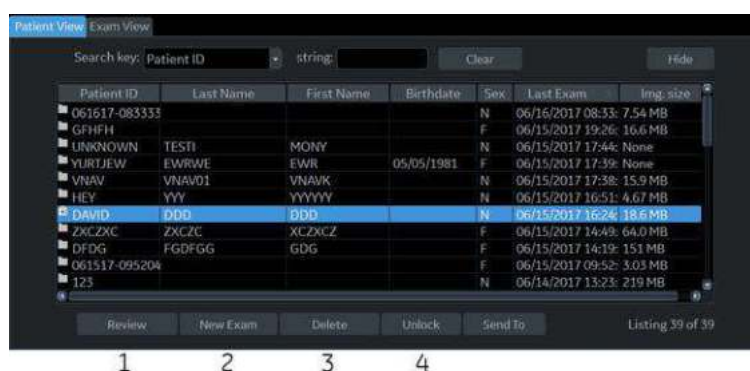 Patient View Exam View
Search key: Patient ID string: Clear Hide
Patient ID Last Name First Name Birthdate Sex Last Exam Img. size
061617-083333 N 06/16/2017 08:33: 7.54 MB
GFHFH F 06/15/2017 19:26: 16.6 MB
UNKNOWN TESTI MONY N 06/15/2017 17:44: None
YURTJEW EWRWE EWR 05/05/1981 F 06/15/2017 17:39: None
VNAV VNAV01 VNAVK N 06/15/2017 17:38: 15.9 MB
HEY YYY YYYYYY N 06/15/2017 16:51: 4.67 MB
DAVID DDD DDD N 06/15/2017 16:24: 18.6 MB
ZXCZXC ZXCZC XCZXCZ F 06/15/2017 14:49: 64.0 MB
DFDG FGDFGG GDG F 06/15/2017 14:19: 151 MB
061517-095204 F 06/15/2017 09:52: 3.03 MB
123 N 06/14/2017 13:23: 219 MB
Review New Exam Delete Unlock Send To Listing 39 of 39
1 2 3 4